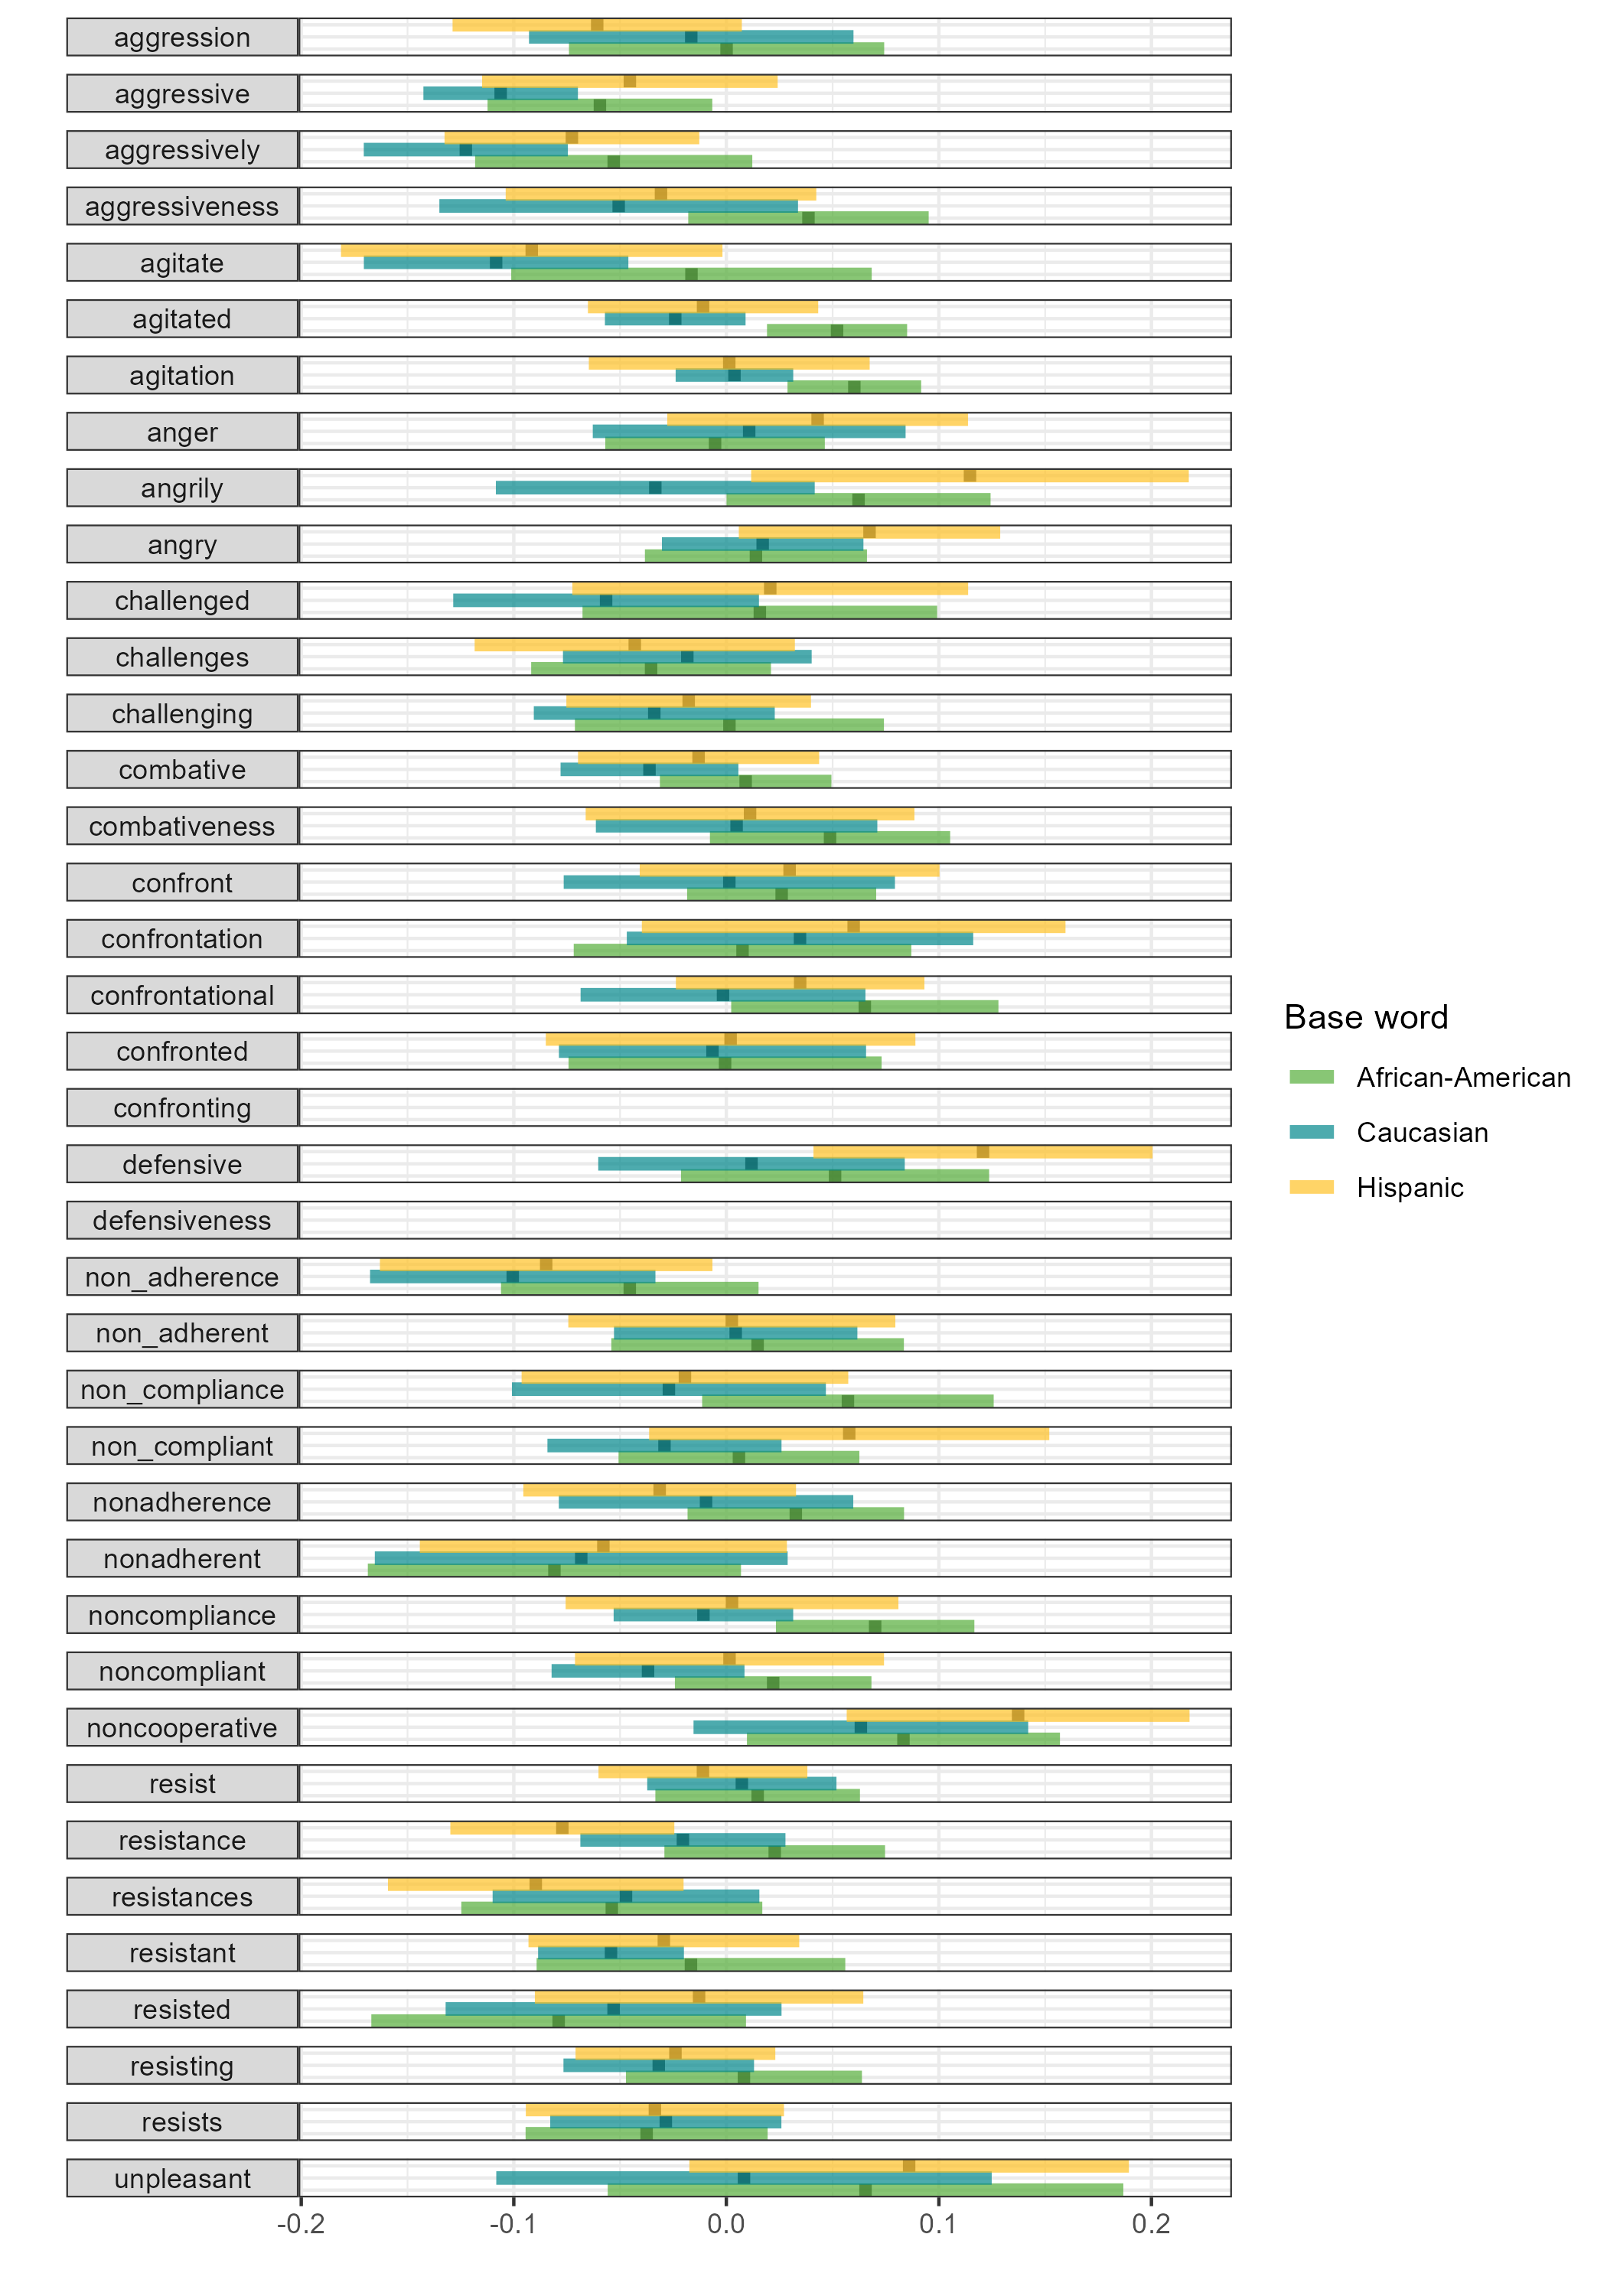 aggression
aggressive
aggressively
aggressiveness
agitate
agitated
agitation
anger
angrily
angry
challenged
challenges
challenging
combative
combativeness
confront
confrontation
confrontational
confronted
confronting
defensive
defensiveness
non_adherence
non_adherent
non_compliance
non_compliant
nonadherence
nonadherent
noncompliance
noncompliant
noncooperative
resist
resistance
resistances
resistant
resisted
resisting
resists
unpleasant
-0.2 -0.1 0.0 0.1 0.2
Base word
African-American
Caucasian
Hispanic